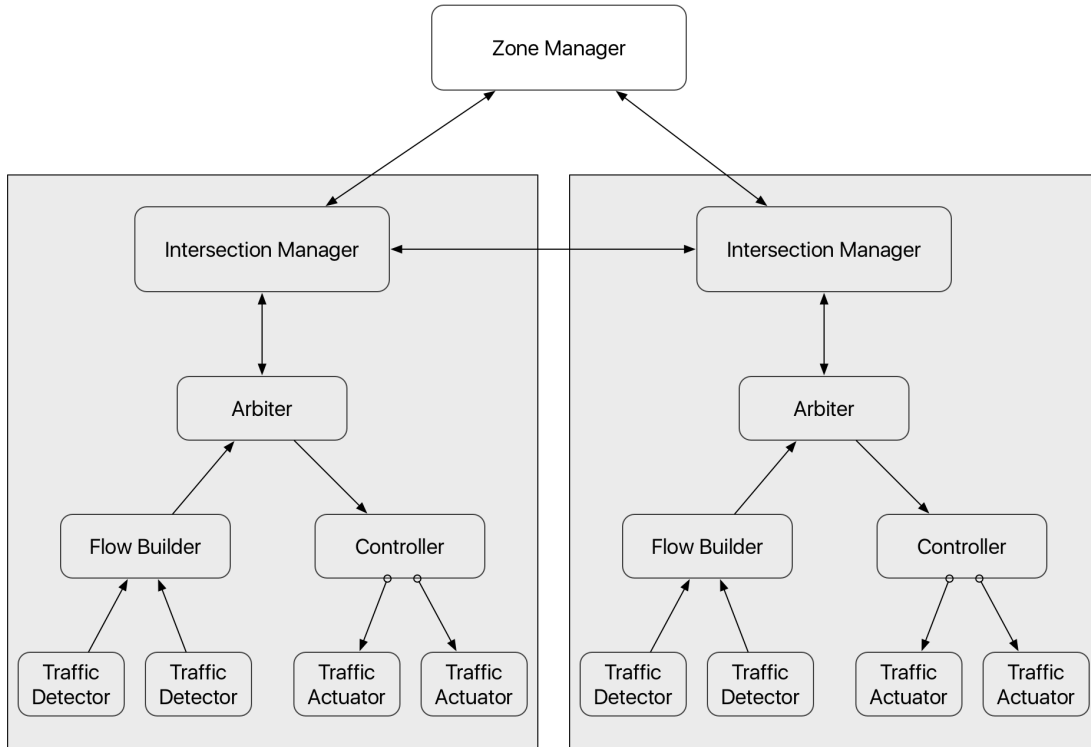 Zone Manager
Intersection Manager
Intersection Manager
Arbiter
Arbiter
Flow Builder
Controller
Flow Builder
Controller
Traffic
Detector
Traffic
Detector
Traffic
Actuator
Traffic
Actuator
Traffic
Detector
Traffic
Detector
Traffic
Actuator
Traffic
Actuator